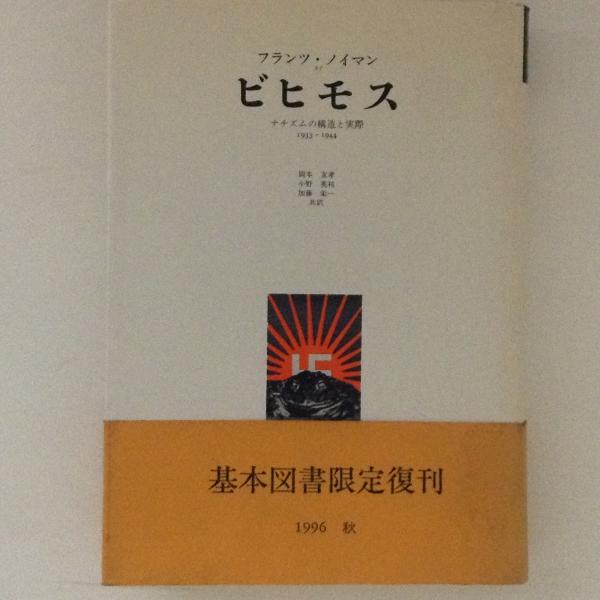 フランツ・ノイマン
ビヒモス
ナチズムの構造と実際
1933-1944
岡本 友孝
小野 英祐
加藤 栄一
共訳
基本図書限定復刊
1996 秋